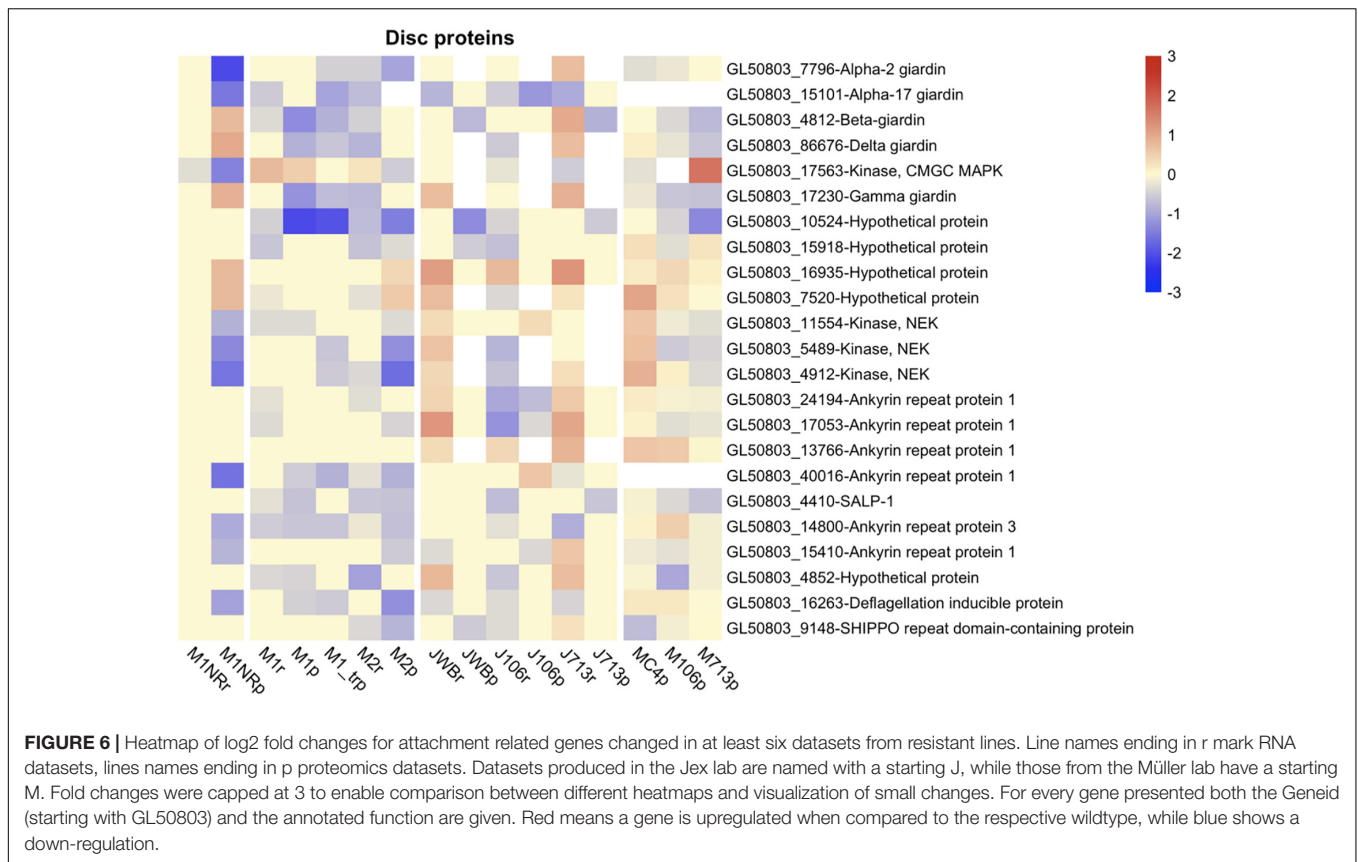 Disc proteins
GL50803_7796-Alpha-2 giardin
GL50803_15101-Alpha-17 giardin
GL50803_4812-Beta-giardin
GL50803_86676-Delta giardin
GL50803_17563-Kinase, CMGC MAPK
GL50803_17230-Gamma giardin
GL50803_10524-Hypothetical protein
GL50803_15918-Hypothetical protein
GL50803_16935-Hypothetical protein
GL50803_7520-Hypothetical protein
GL50803_11554-Kinase, NEK
GL50803_5489-Kinase, NEK
GL50803_4912-Kinase, NEK
GL50803_24194-Ankyrin repeat protein 1
GL50803_17053-Ankyrin repeat protein 1
GL50803_13766-Ankyrin repeat protein 1
GL50803_40016-Ankyrin repeat protein 1
GL50803_4410-SALP-1
GL50803_14800-Ankyrin repeat protein 3
GL50803_15410-Ankyrin repeat protein 1
GL50803_4852-Hypothetical protein
GL50803_16263-Deflagellation inducible protein
GL50803_9148-SHIPPO repeat domain-containing protein
3
2
1
0
-1
-2
-3
M1NRr
M1NRp
M1r
M1p
M1_trp
M2r
M2p
JWBr
JWBp
J106r
J106p
J713r
J713p
MC4p
M106p
M713p
FIGURE 6 | Heatmap of log2 fold changes for attachment related genes changed in at least six datasets from resistant lines. Line names ending in r mark RNA
datasets, lines names ending in p proteomics datasets. Datasets produced in the Jex lab are named with a starting J, while those from the Müller lab have a starting
M. Fold changes were capped at 3 to enable comparison between different heatmaps and visualization of small changes. For every gene presented both the Geneid
(starting with GL50803) and the annotated function are given. Red means a gene is upregulated when compared to the respective wildtype, while blue shows a
down-regulation.